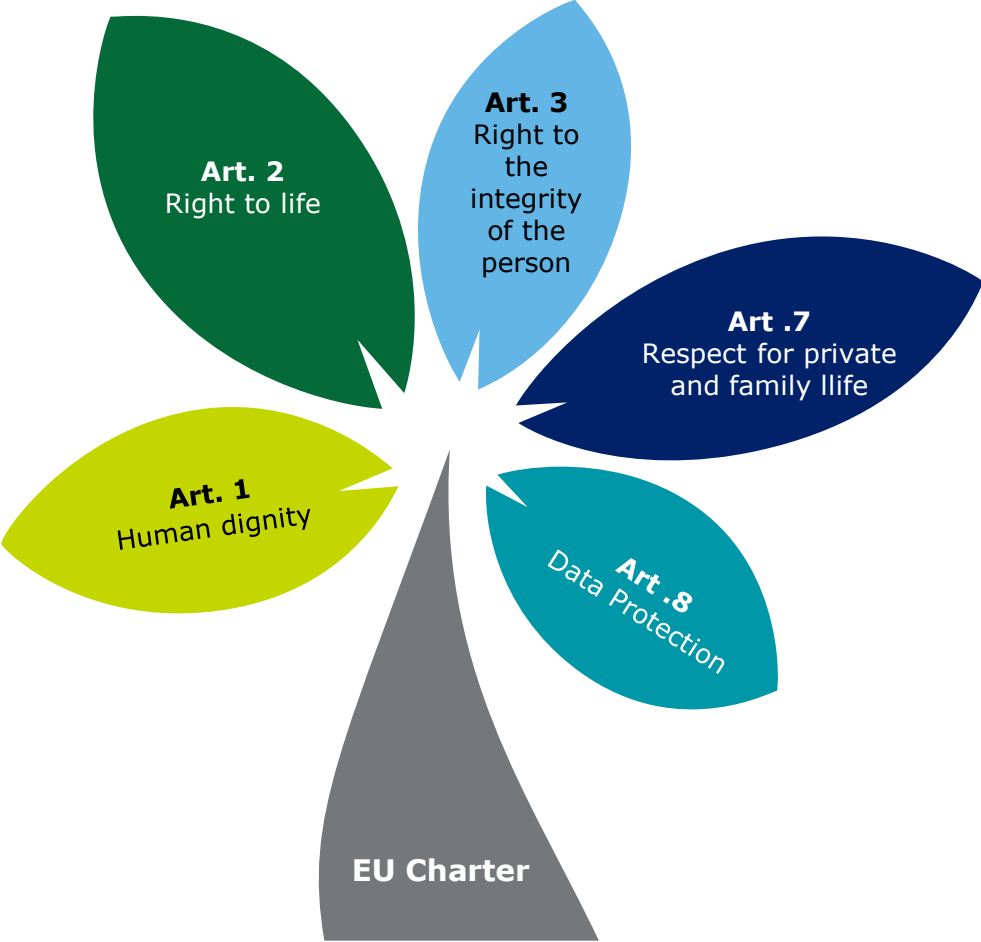 Art. 3
Right to
the
integrity
of the
person
Art. 2
Right to life
Art .7
Respect for private
and family llife
Art. 1
Human dignity
Art .8
Data Protection
EU Charter